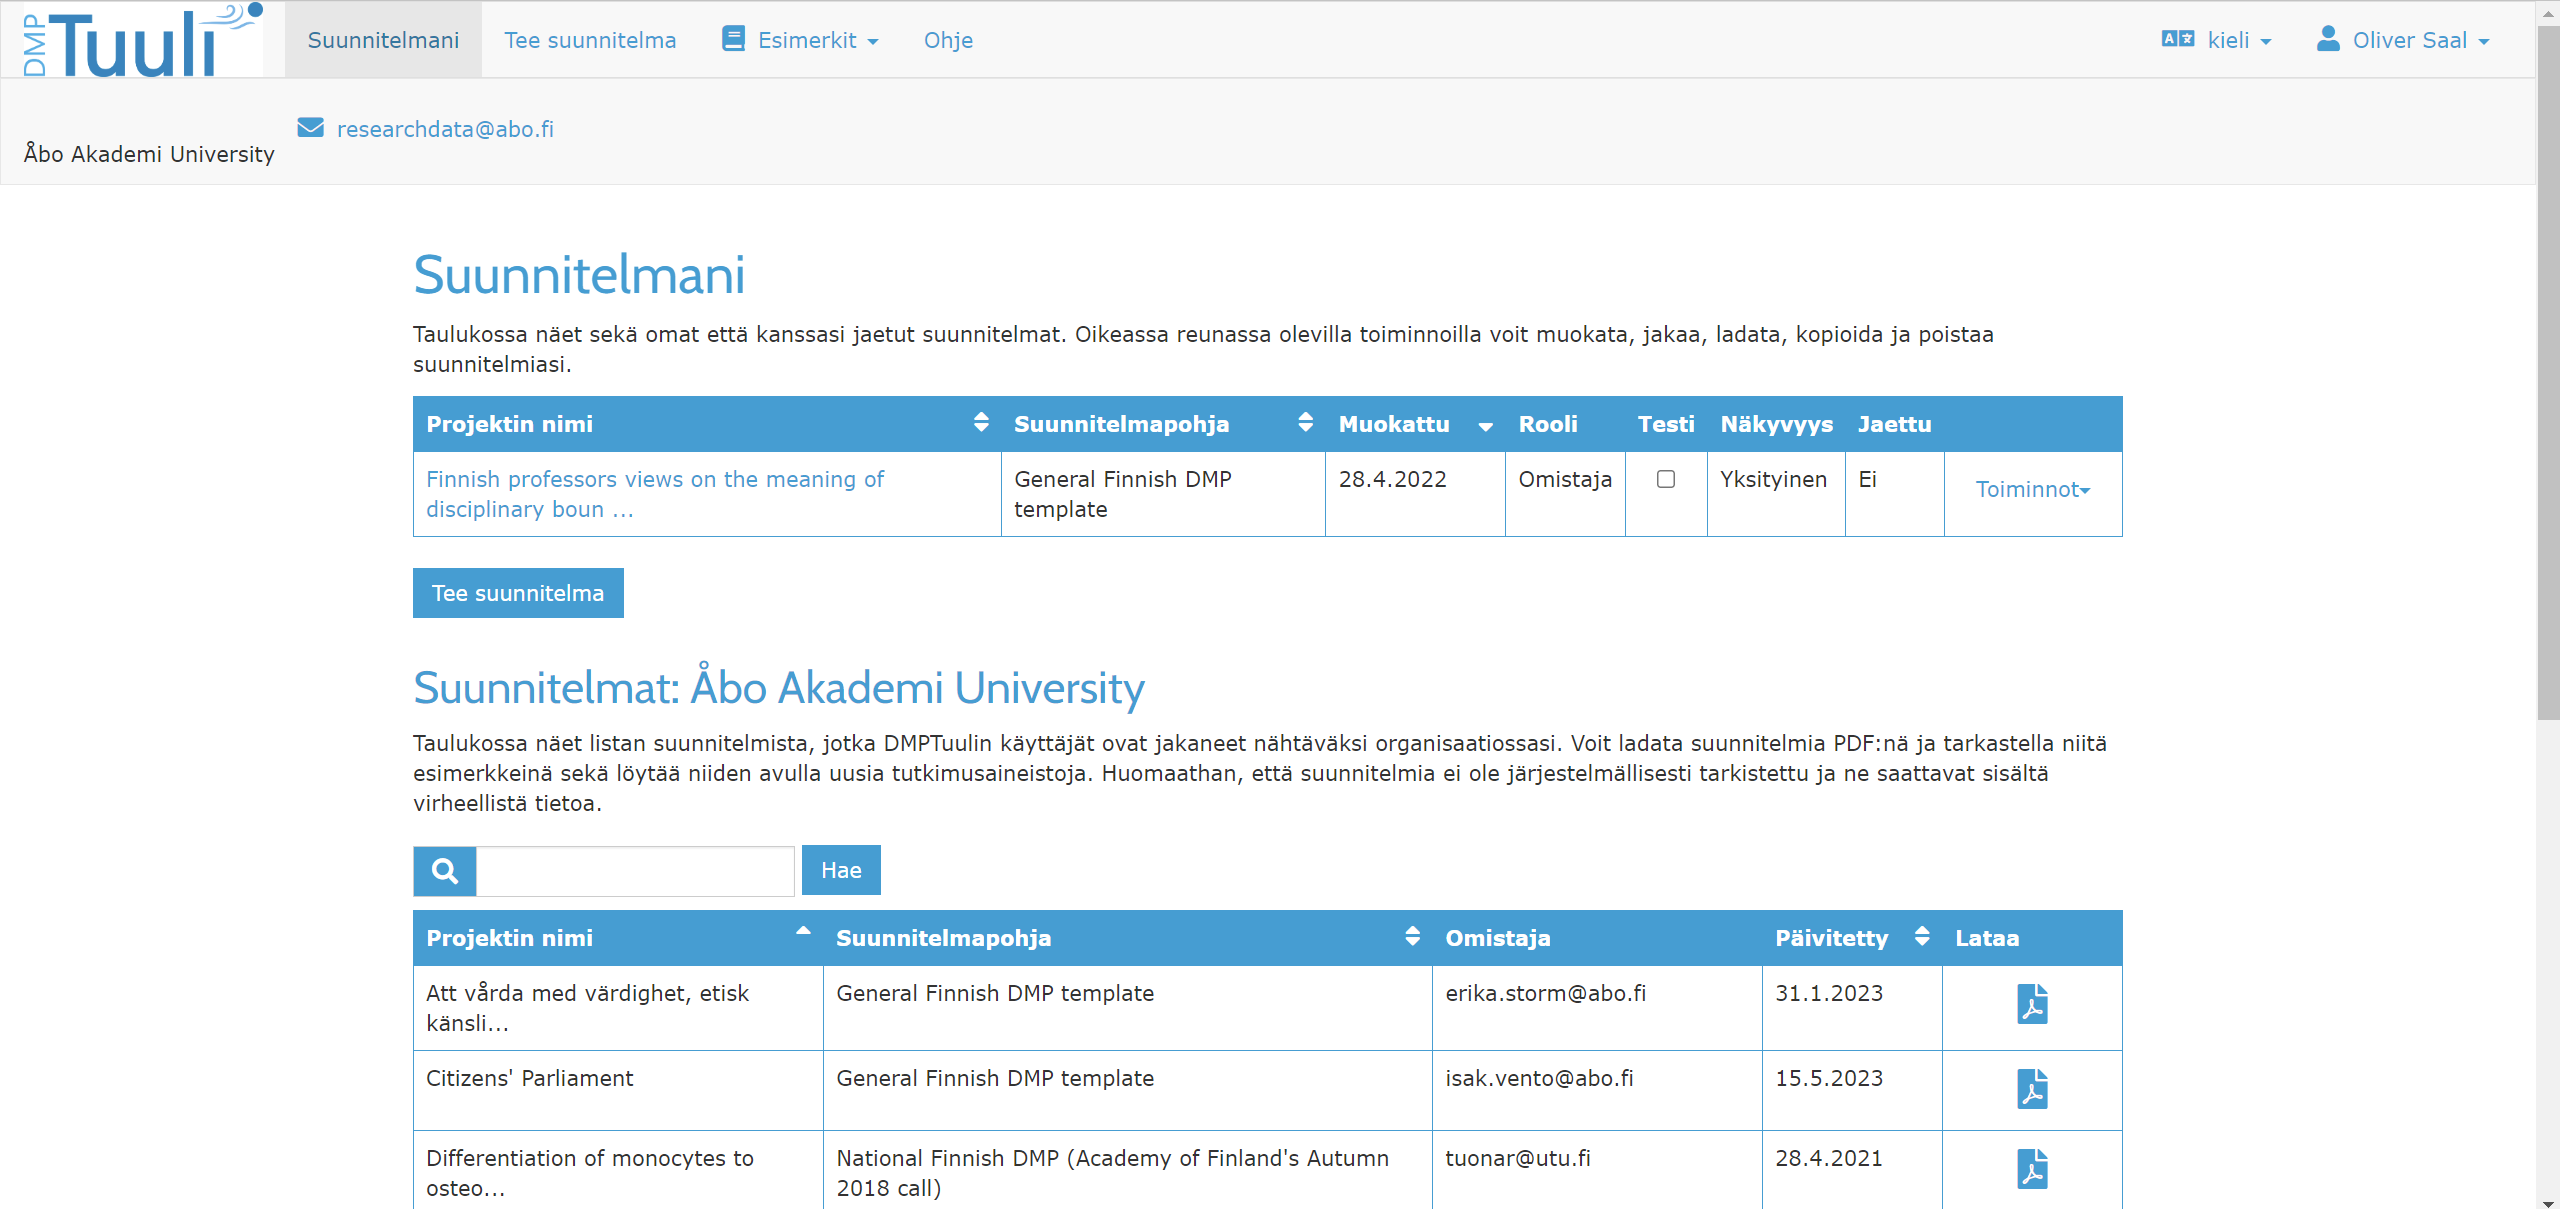 DMP Tuuli
Suunnitelmani
Tee suunnitelma
Esimerkit
Ohje
kieli
Oliver Saal
Åbo Akademi University
researchdata@abo.fi
Suunnitelmani
Taulukossa näet sekä omat että kanssasi jaetut suunnitelmat. Oikeassa reunassa olevilla toiminnoilla voit muokata, jakaa, ladata, kopioida ja poistaa
suunnitelmiasi.
Projektin nimi Suunnitelmapohja Muokattu Rooli Testi Näkyvyys Jaettu
Finnish professors views on the meaning of
disciplinary boun ...
General Finnish DMP
template
28.4.2022
Omistaja
Yksityinen
Ei
Toiminnot
Tee suunnitelma
Suunnitelmat: Åbo Akademi University
Taulukossa näet listan suunnitelmista, jotka DMPTuulin käyttäjät ovat jakaneet nähtäväksi organisaatiossasi. Voit ladata suunnitelmia PDF:nä ja tarkastella niitä
esimerkkeinä sekä löytää niiden avulla uusia tutkimusaineistoja. Huomaathan, että suunnitelmia ei ole järjestelmällisesti tarkistettu ja ne saattavat sisältä
virheellistä tietoa.
Hae
Projektin nimi Suunnitelmapohja Omistaja Päivitetty Lataa
Att vårda med värdighet, etisk
känsli...
General Finnish DMP template
erika.storm@abo.fi
31.1.2023
Citizens' Parliament
General Finnish DMP template
isak.vento@abo.fi
15.5.2023
Differentiation of monocytes to
osteo...
National Finnish DMP (Academy of Finland's Autumn
2018 call)
tuonar@utu.fi
28.4.2021